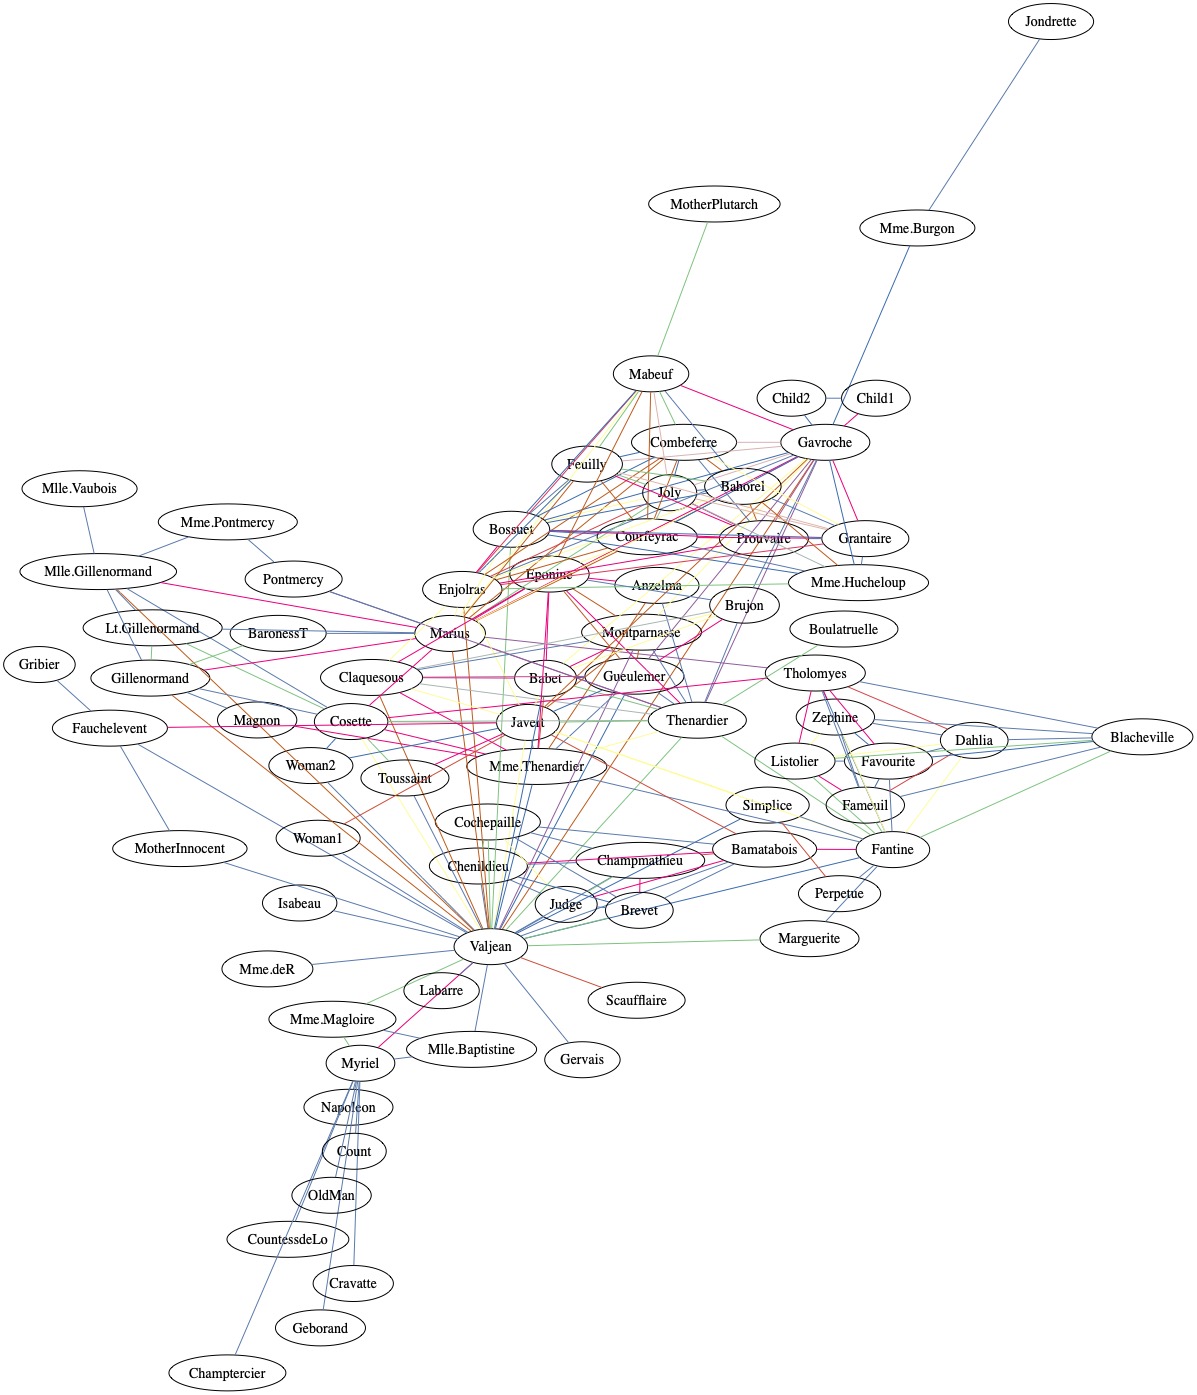 Jondrette
MotherPlutarch
Mme.Burgon
Mabeuf
Child2
Child1
Combeferre
Gavroche
Feuilly
Mlle.Vaubois
Joly
Bahorel
Mme.Pontmercy
Bossuet
Courfeyrac
Prouvaire
Grantaire
Mlle.Gillenormand
Pontmercy
Enjolras
Eponine
Anzelma
Mme.Hucheloup
Brujon
Lt.Gillenormand
BaronessT
Marius
Montparnasse
Boulatruelle
Gribier
Gillenormand
Claquesous
Babet
Gueulemer
Tholomyes
Fauchelevent
Magnon
Cosette
Javert
Thenardier
Zephine
Dahlia
Blacheville
Woman2
Toussaint
Mme.Thenardier
Listolier
Favourite
Simplice
Fameuil
Cochepaille
Woman1
MotherInnocent
Chenildieu
Champmathieu
Bamatabois
Fantine
Isabeau
Judge
Brevet
Perpetue
Valjean
Marguerite
Mme.deR
Labarre
Scaufflaire
Mme.Magloire
Mlle.Baptistine
Gervais
Myriel
Napoleon
Count
OldMan
CountessdeLo
Cravatte
Geborand
Champtercier